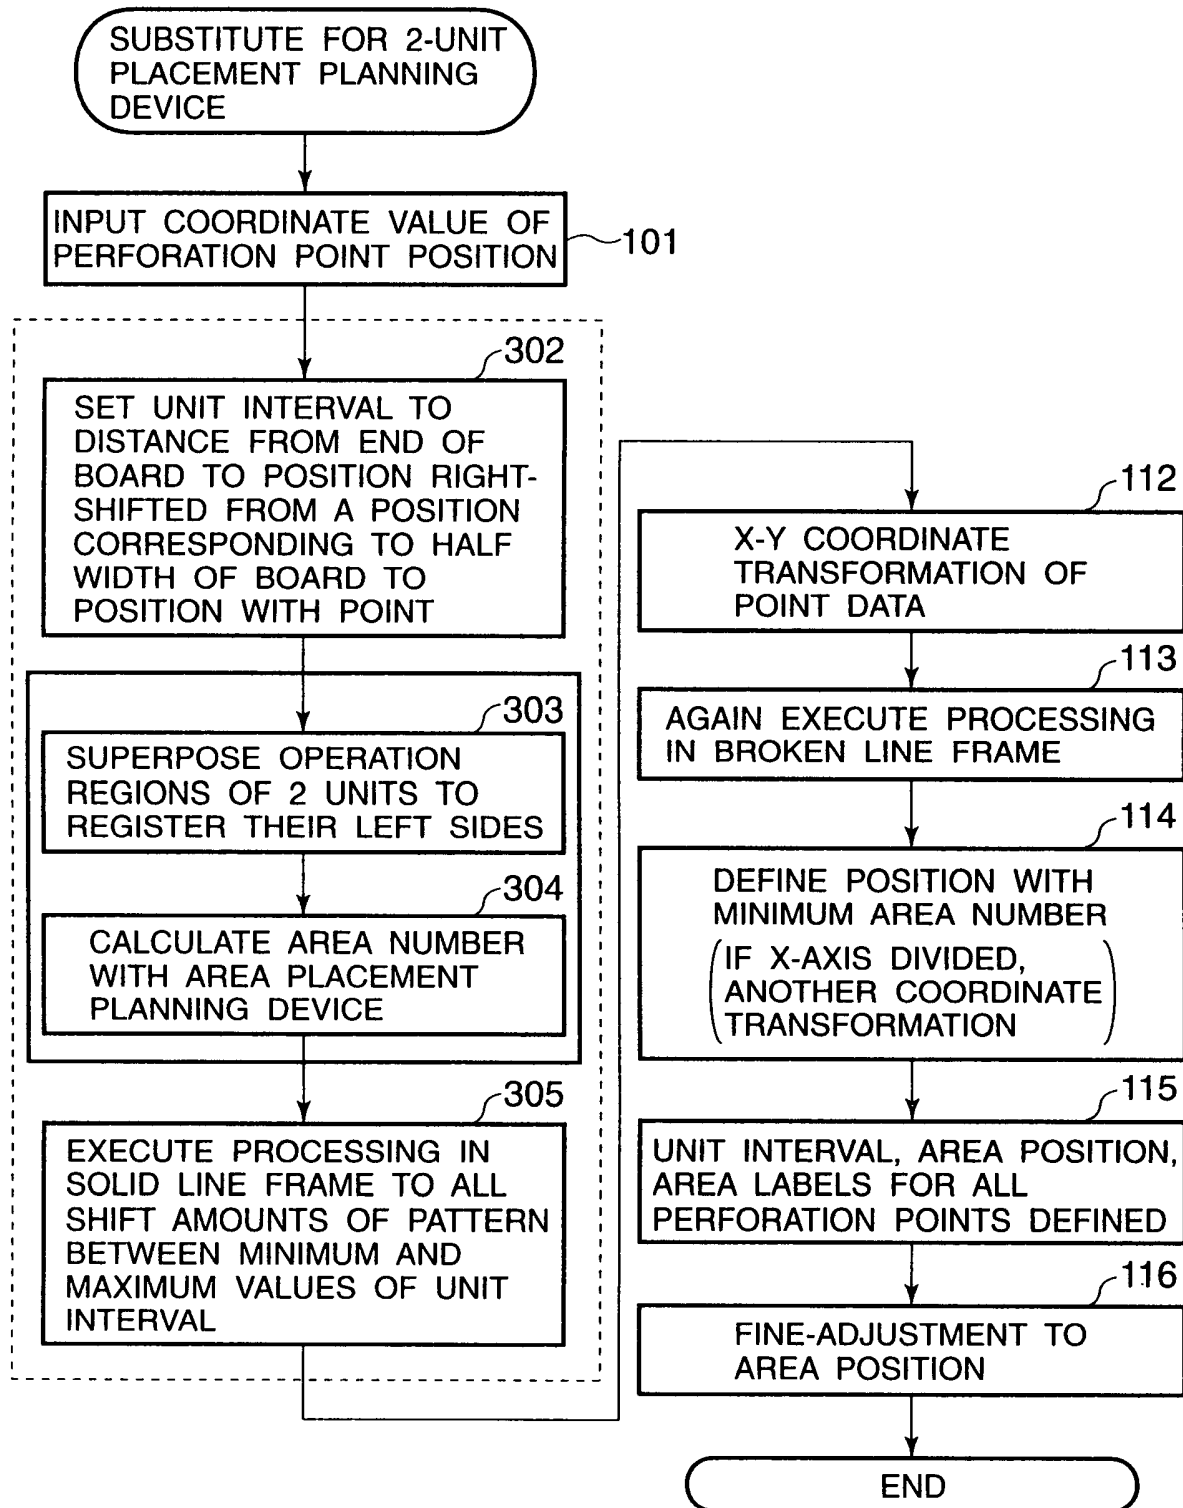 SUBSTITUTE FOR 2-UNIT
PLACEMENT PLANNING
DEVICE
INPUT COORDINATE VALUE OF
PERFORATION POINT POSITION
101
302
SET UNIT INTERVAL TO
DISTANCE FROM END OF
BOARD TO POSITION RIGHT-
SHIFTED FROM A POSITION
CORRESPONDING TO HALF
WIDTH OF BOARD TO
POSITION WITH POINT
303
SUPERPOSE OPERATION
REGIONS OF 2 UNITS TO
REGISTER THEIR LEFT SIDES
304
CALCULATE AREA NUMBER
WITH AREA PLACEMENT
PLANNING DEVICE
305
EXECUTE PROCESSING IN
SOLID LINE FRAME TO ALL
SHIFT AMOUNTS OF PATTERN
BETWEEN MINIMUM AND
MAXIMUM VALUES OF UNIT
INTERVAL
112
X-Y COORDINATE
TRANSFORMATION OF
POINT DATA
113
AGAIN EXECUTE PROCESSING
IN BROKEN LINE FRAME
114
DEFINE POSITION WITH
MINIMUM AREA NUMBER
(IF X-AXIS DIVIDED,
ANOTHER COORDINATE
TRANSFORMATION)
115
UNIT INTERVAL, AREA POSITION,
AREA LABELS FOR ALL
PERFORATION POINTS DEFINED
116
FINE-ADJUSTMENT TO
AREA POSITION
END